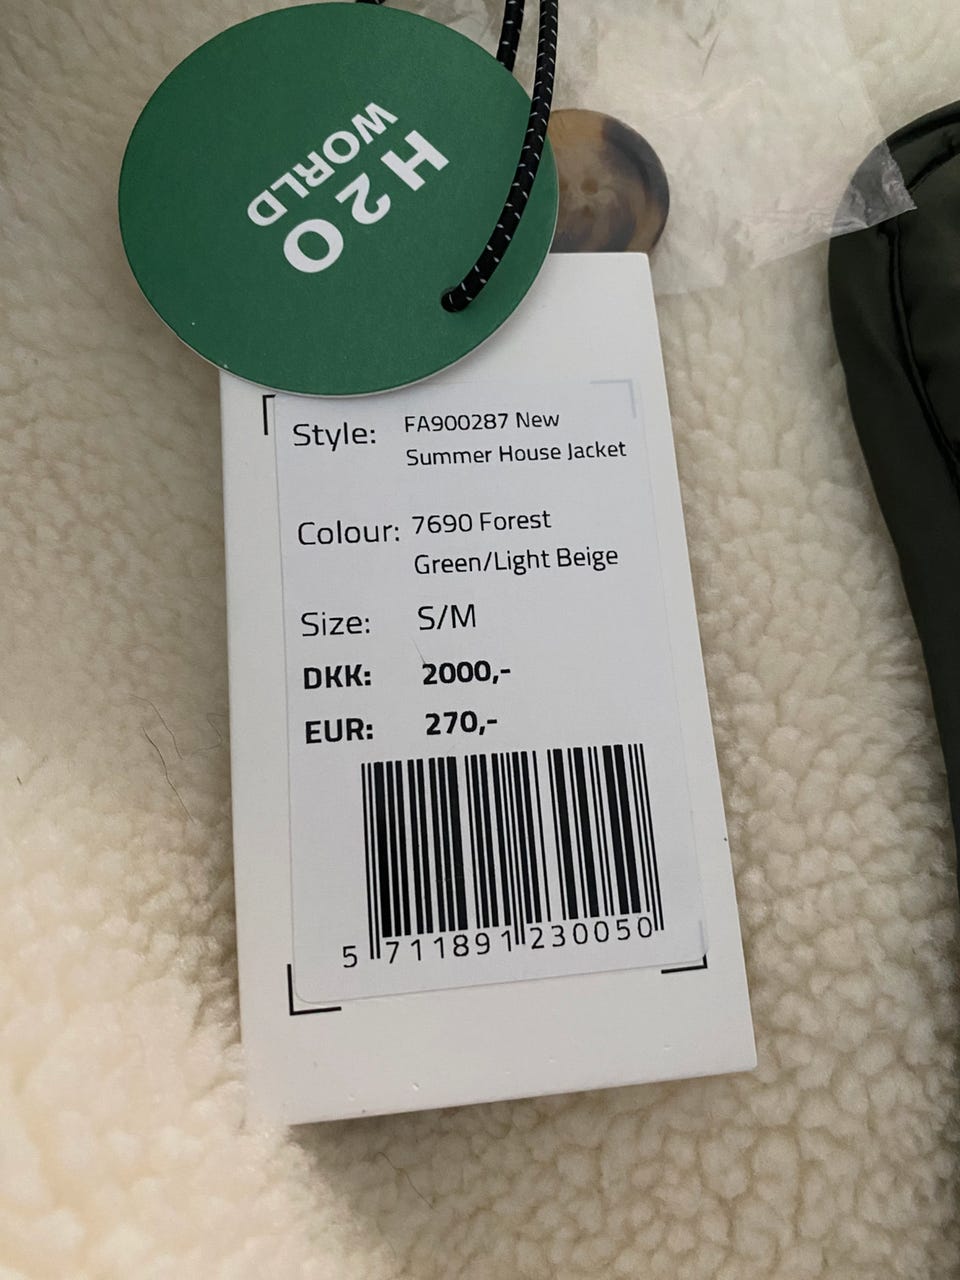 H2O
WORLD
Style: FA900287 New
Summer House Jacket
Colour: 7690 Forest
Green/Light Beige
Size: S/M
DKK: 2000,-
EUR: 270,-
5 711891 230050